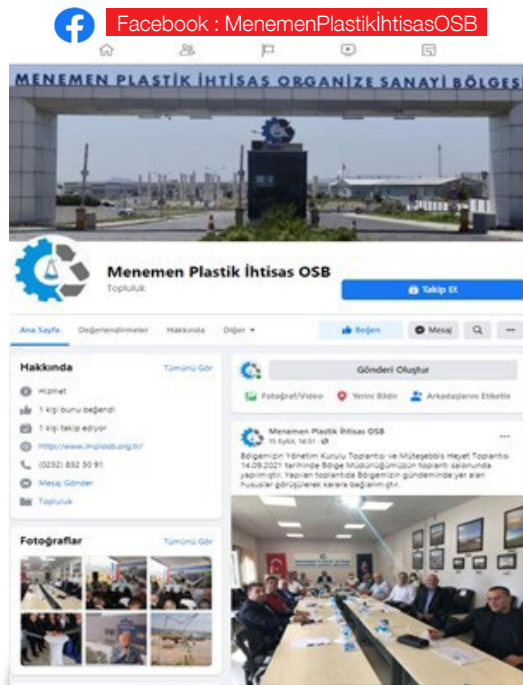 Facebook : MenemenPlastikİhtisasOSB
MENEMEN PLASTİK İHTİSAS ORGANİZE SANAYİ BÖLGESİ
Menemen Plastik İhtisas OSB
Topluluk
Takip Et
Ana Sayfa Değerlendirmeler Hakkında Diğer
Beğen Mesaj
Hakkında Tümünü Gör
Hizmet
1 kişi bunu beğendi
1 kişi takip ediyor
http://www.impiosb.org.tr/
(0232) 832 30 91
Mesaj Gönder
Topluluk
Fotoğraflar Tümünü Gör
Gönderi Oluştur
Fotoğraf/Video Yerini Bildir Arkadaşlarını Etiketle
Menemen Plastik İhtisas OSB
15 Eylül, 14:51
Bölgemizin Yönetim Kurulu Toplantısı ve Müteşebbis Heyet Toplantısı
14.09.2021 tarihinde Bölge Müdürlüğümüzün toplantı salonunda
yapılmıştır. Yapılan toplantıda Bölgemizin gündeminde yer alan
hususlar görüşülerek karara bağlanmıştır.